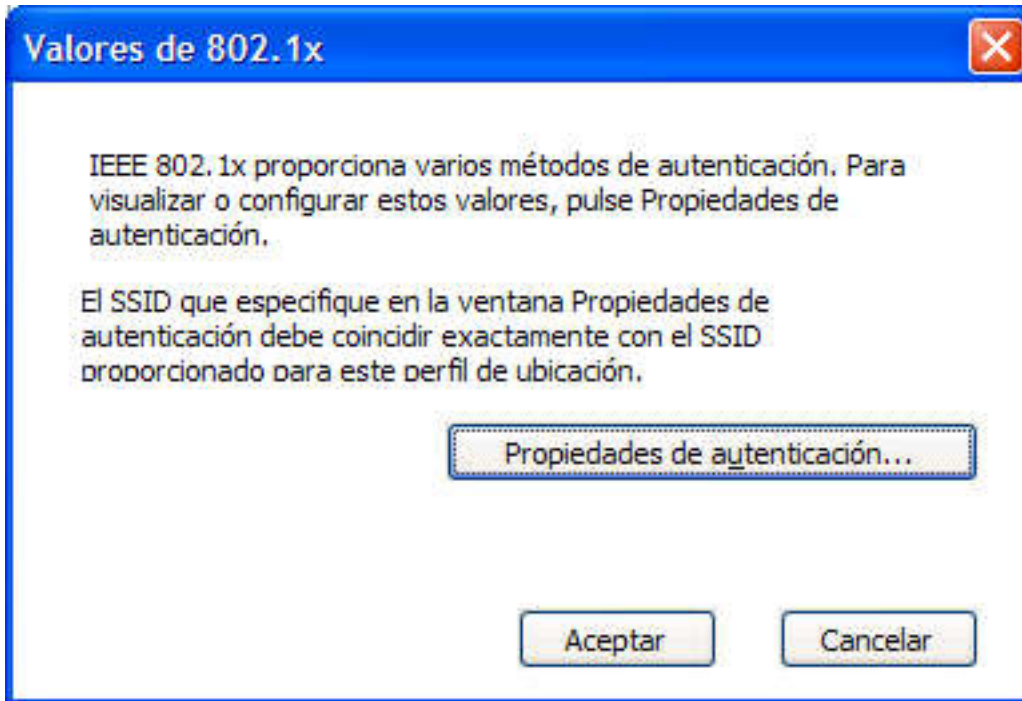 Valores de 802.1x
IEEE 802.1x proporciona varios métodos de autenticación. Para
visualizar o configurar estos valores, pulse Propiedades de
autenticación.
El SSID que especifique en la ventana Propiedades de
autenticación debe coincidir exactamente con el SSID
proporcionado para este perfil de ubicación.
Propiedades de autenticación...
Aceptar
Cancelar